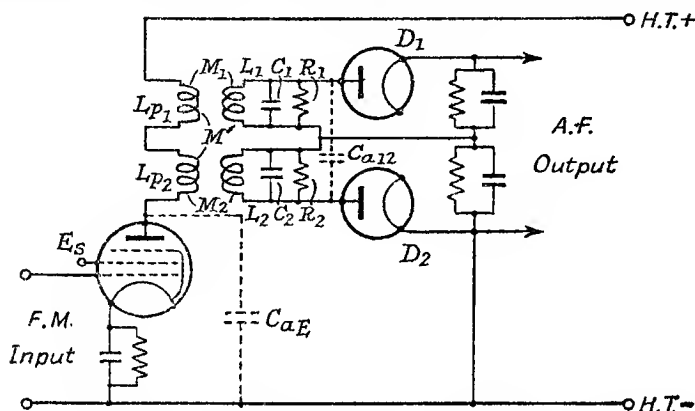 H.T.+
D1
M1 L1 C1 R1
Lp1
M
A.F.
Output
Ca12
Lp2
M2
L2 C2 R2
D2
Es
F.M.
Input
CaE
H.T.-